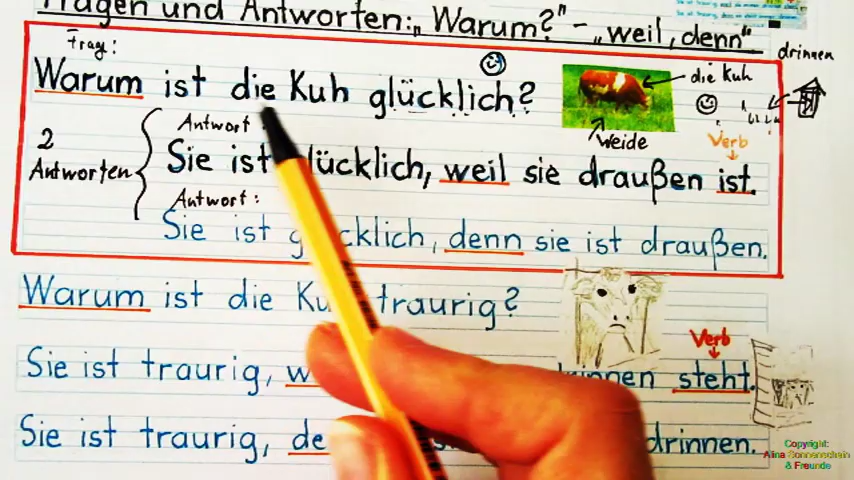 Fragen und Antworten: „Warum?" – „weil, denn"
drinnen
Frage:
Warum ist die Kuh glücklich?
die Kuh
Weide
2 Antworten
Antwort
Verb
Sie ist glücklich, weil sie draußen ist.
Antwort:
Sie ist glücklich, denn sie ist draußen.
Warum ist die Kuh traurig?
Verb
Sie ist traurig, steht.
Sie ist traurig, drinnen.
Copyright:
Alina Sonnenschein
& Freunde